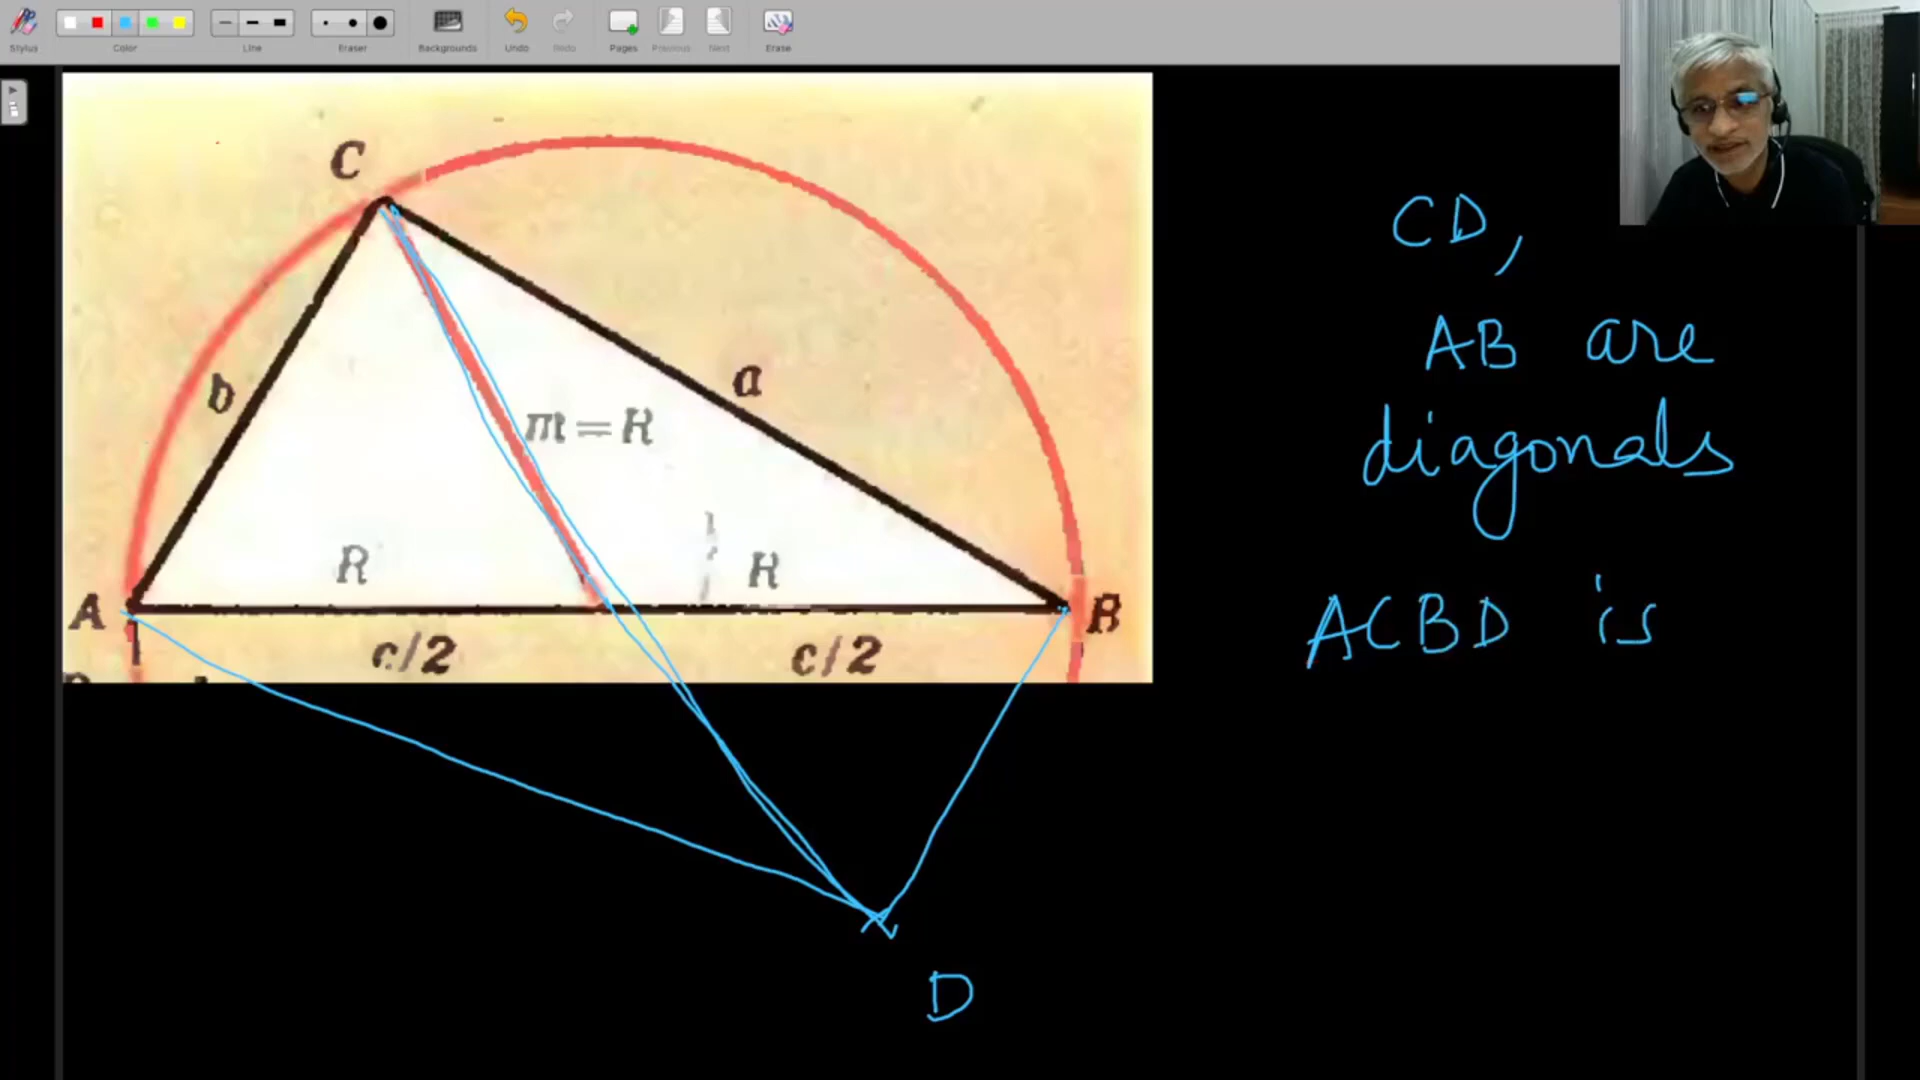 Stylus Color Line Eraser Backgrounds Undo Redo Pages Previous Next Erase
C
b
a
m=R
R
R
A
B
c/2
c/2
D
CD,
AB are
diagonals
ACBD is